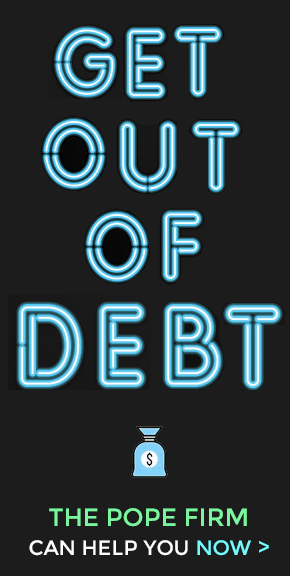 GET
OUT
OF
DEBT
$
THE POPE FIRM
CAN HELP YOU NOW >